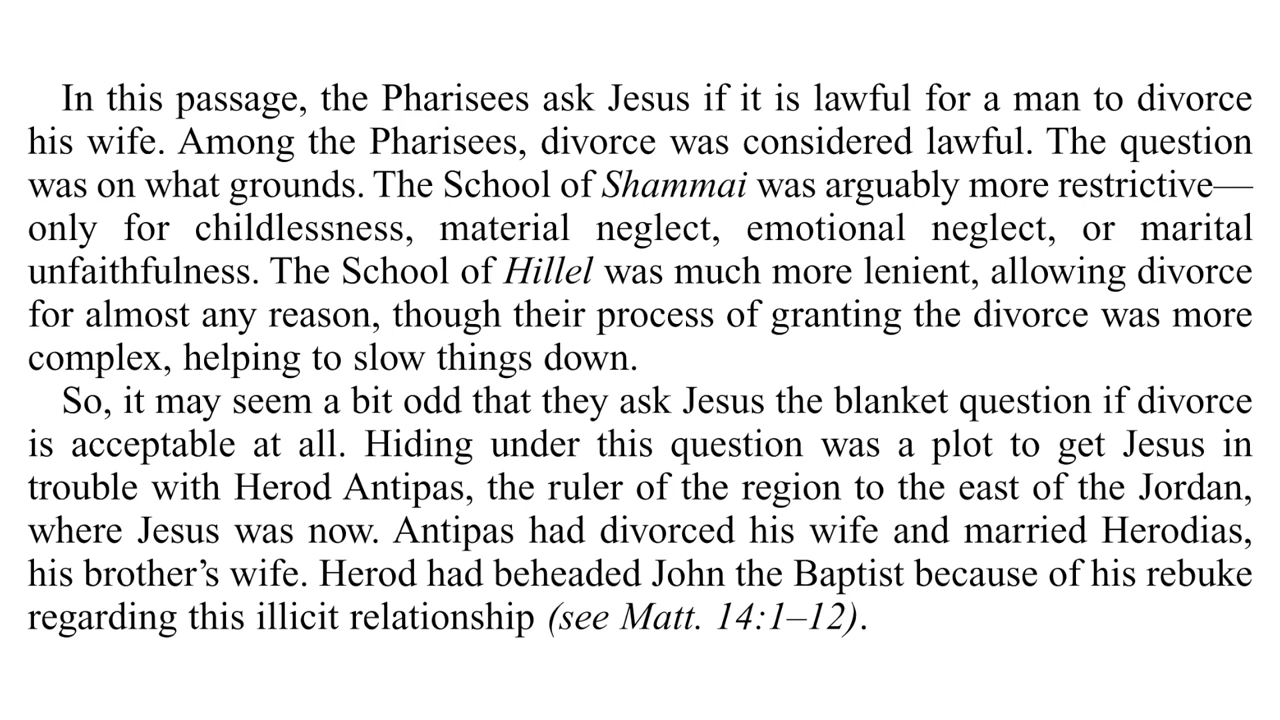 In this passage, the Pharisees ask Jesus if it is lawful for a man to divorce
his wife. Among the Pharisees, divorce was considered lawful. The question
was on what grounds. The School of Shammai was arguably more restrictive—
only for childlessness, material neglect, emotional neglect, or marital
unfaithfulness. The School of Hillel was much more lenient, allowing divorce
for almost any reason, though their process of granting the divorce was more
complex, helping to slow things down.
So, it may seem a bit odd that they ask Jesus the blanket question if divorce
is acceptable at all. Hiding under this question was a plot to get Jesus in
trouble with Herod Antipas, the ruler of the region to the east of the Jordan,
where Jesus was now. Antipas had divorced his wife and married Herodias,
his brother’s wife. Herod had beheaded John the Baptist because of his rebuke
regarding this illicit relationship (see Matt. 14:1–12).